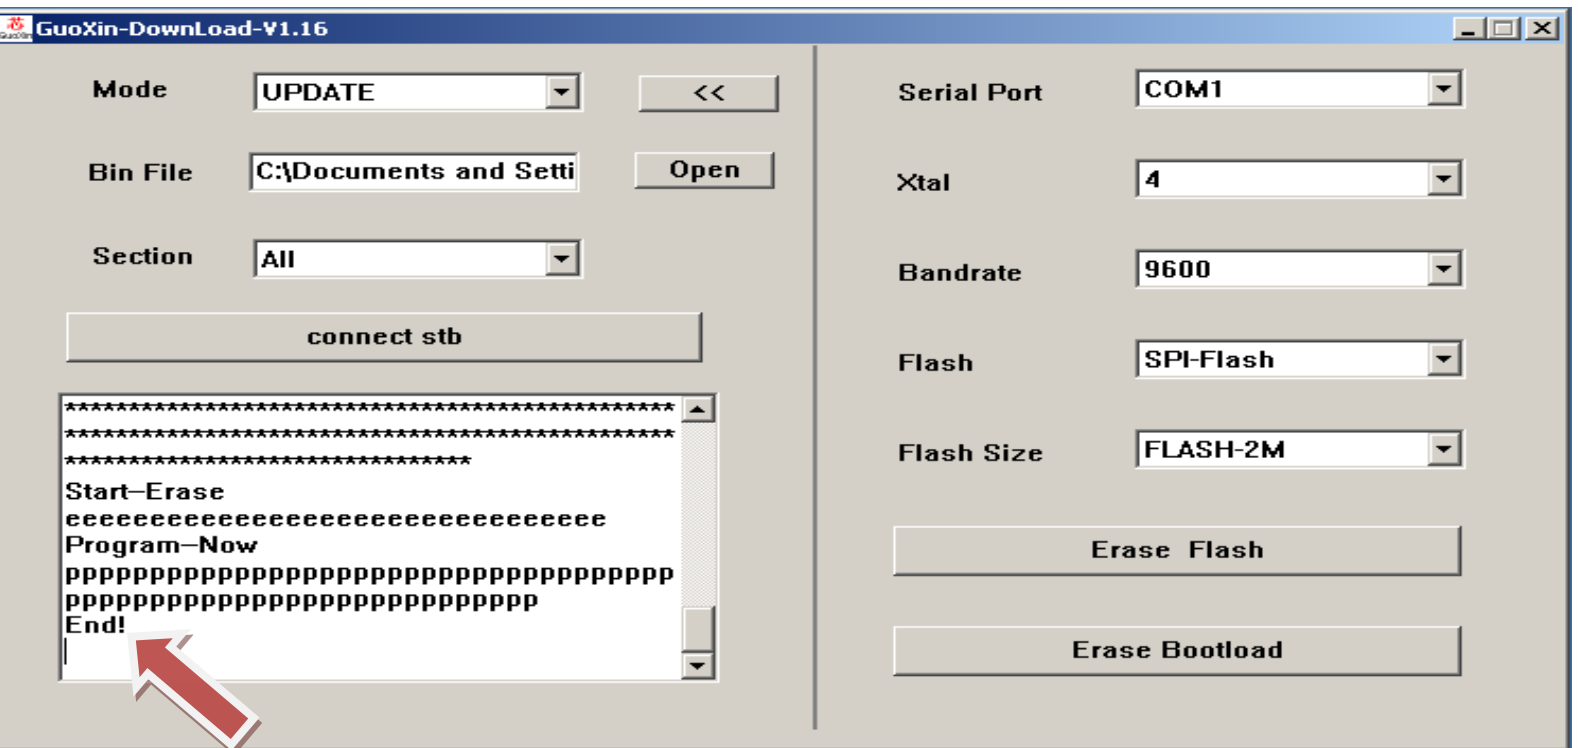 GuoXin-DownLoad-V1.16
Mode
UPDATE
<<
Bin File
C:\Documents and Setti
Open
Section
All
connect stb
***********************************************
***********************************************
*******************************
Start-Erase
eeeeeeeeeeeeeeeeeeeeeeeeeeeeeeee
Program-Now
pppppppppppppppppppppppppppppppppppp
pppppppppppppppppppppppppppp
End!
Serial Port
COM1
Xtal
4
Bandrate
9600
Flash
SPI-Flash
Flash Size
FLASH-2M
Erase Flash
Erase Bootload